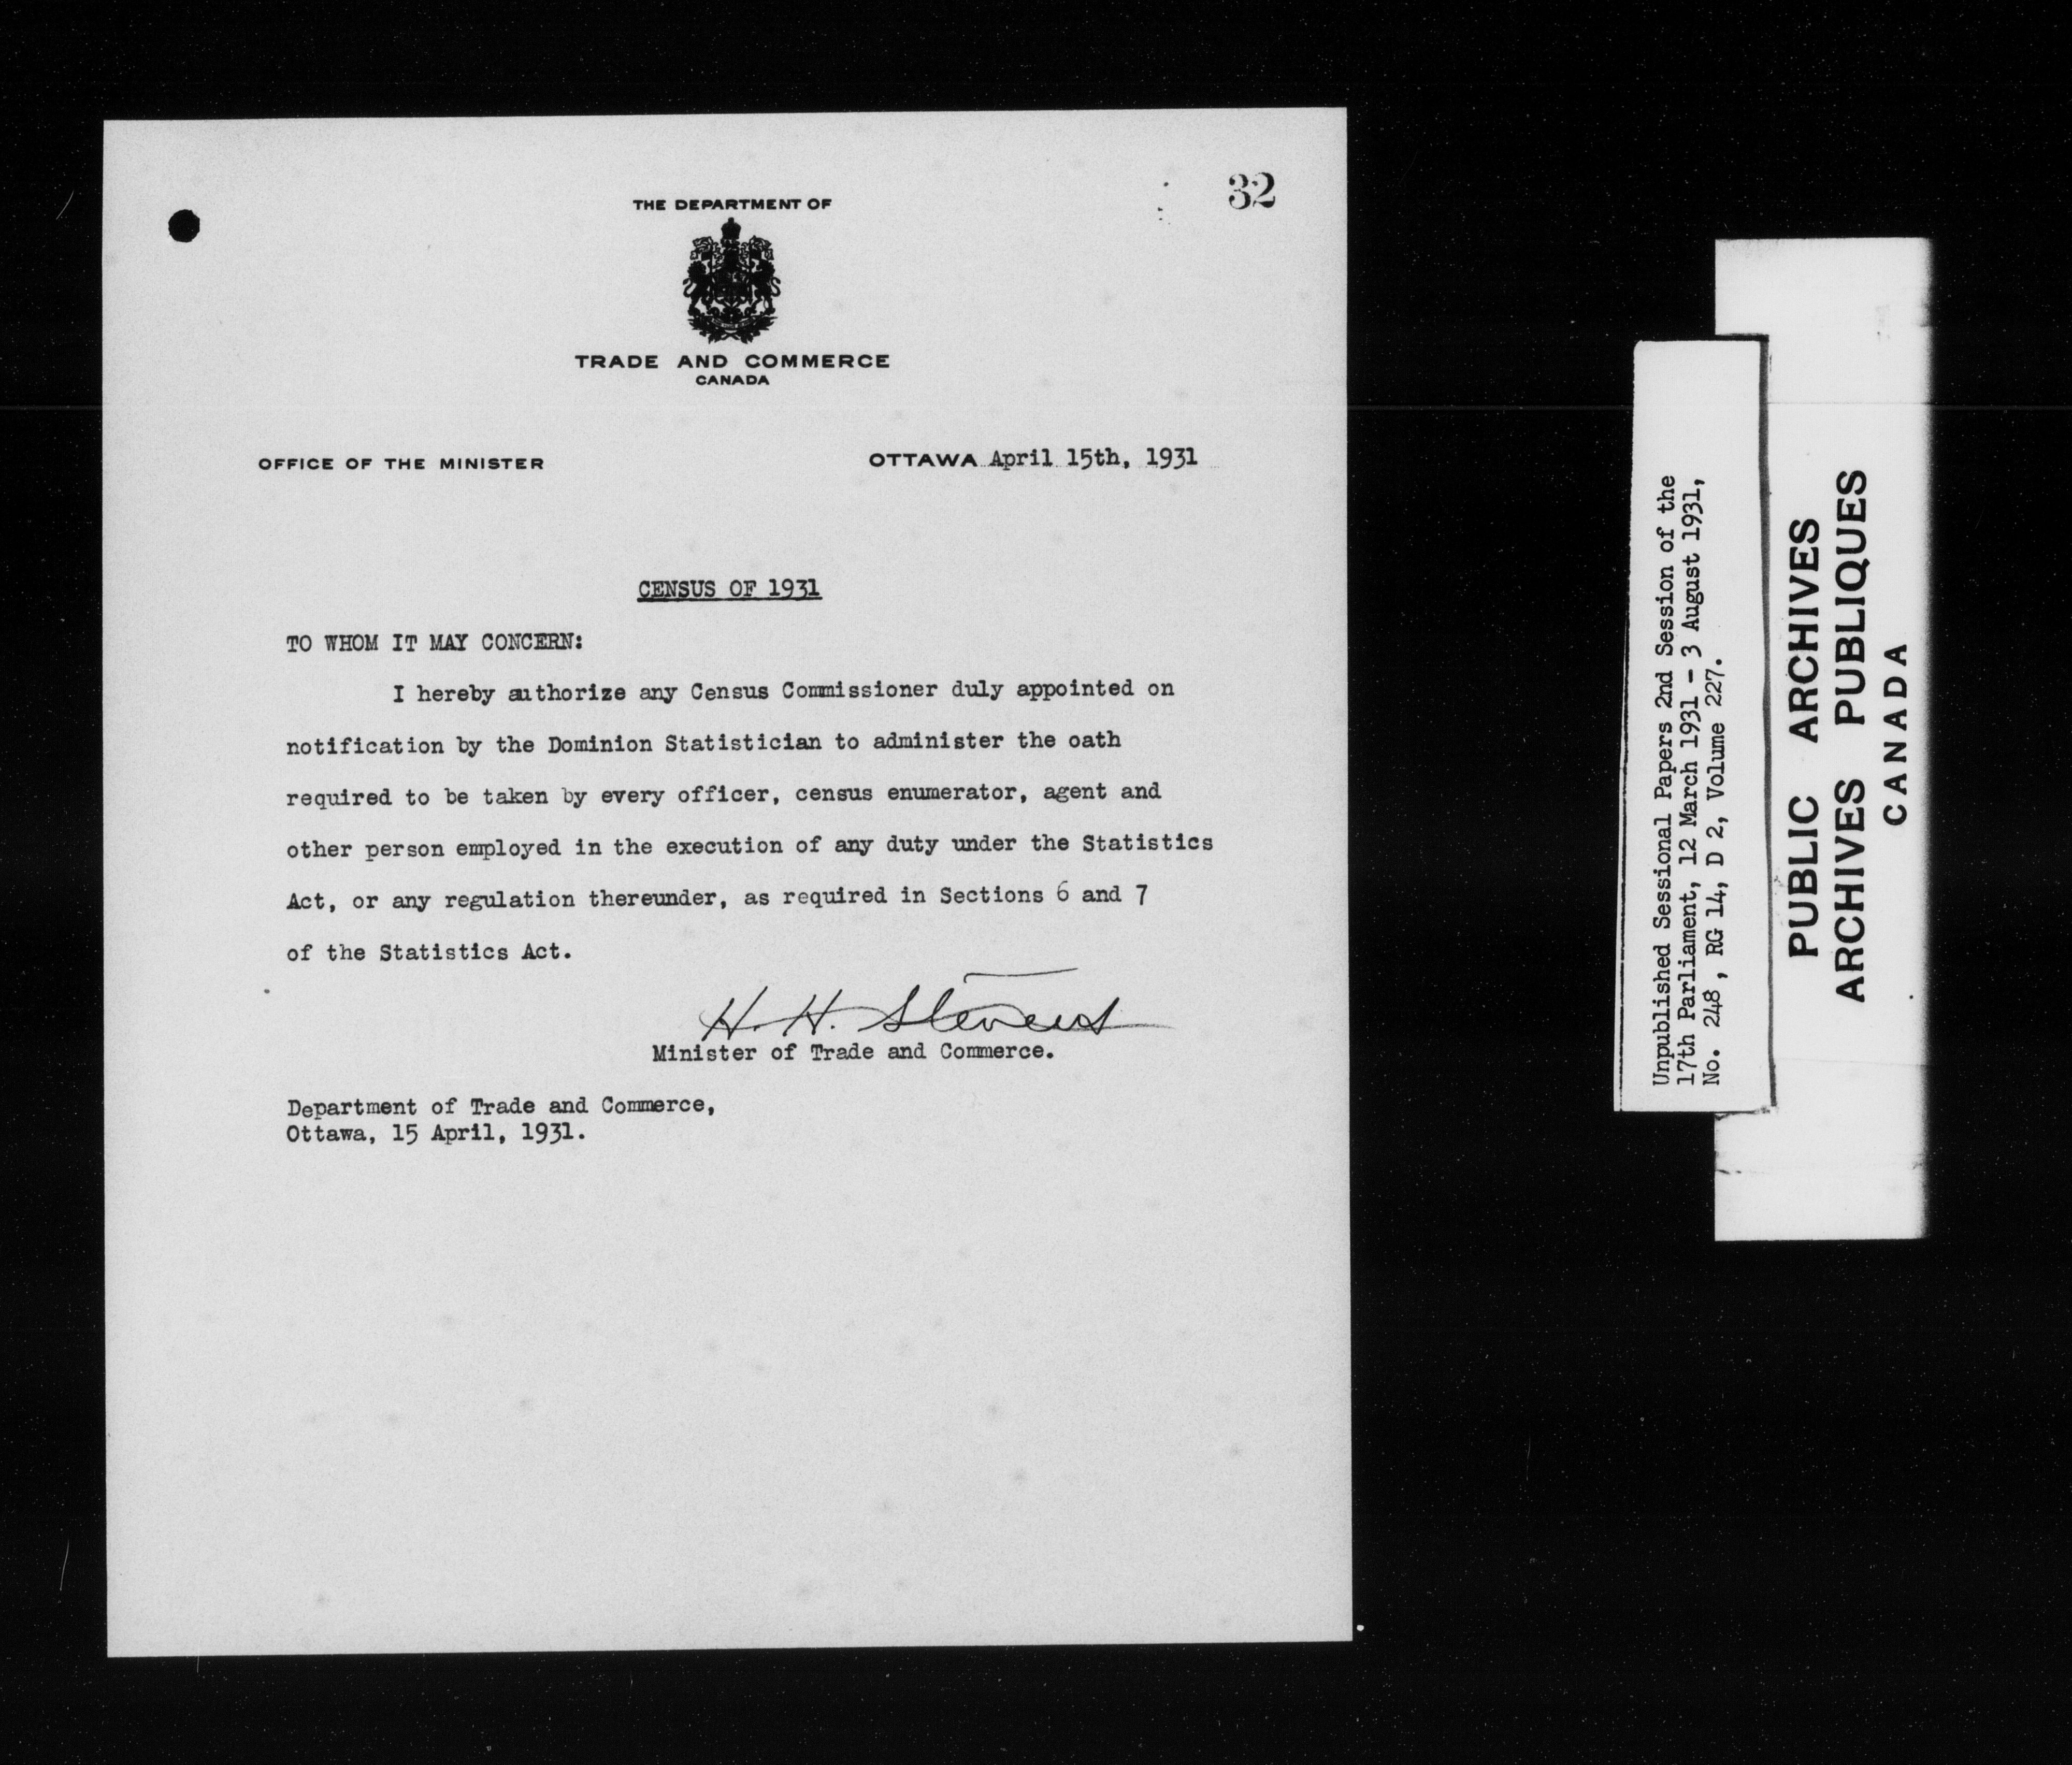 32
THE DEPARTMENT OF
TRADE AND COMMERCE
CANADA
OFFICE OF THE MINISTER
OTTAWA April 15th, 1931
CENSUS OF 1931
TO WHOM IT MAY CONCERN:
I hereby authorize any Census Commissioner duly appointed on
notification by the Dominion Statistician to administer the oath
required to be taken by every officer, census enumerator, agent and
other person employed in the execution of any duty under the Statistics
Act, or any regulation thereunder, as required in Sections 6 and 7
of the Statistics Act.
H. H. Stevens
Minister of Trade and Commerce.
Department of Trade and Commerce,
Ottawa, 15 April, 1931.
Unpublished Sessional Papers 2nd Session of the
17th Parliament, 12 March 1931 - 3 August 1931,
No. 248, RG 14, D 2, Volume 227.
PUBLIC ARCHIVES
ARCHIVES PUBLIQUES
CANADA